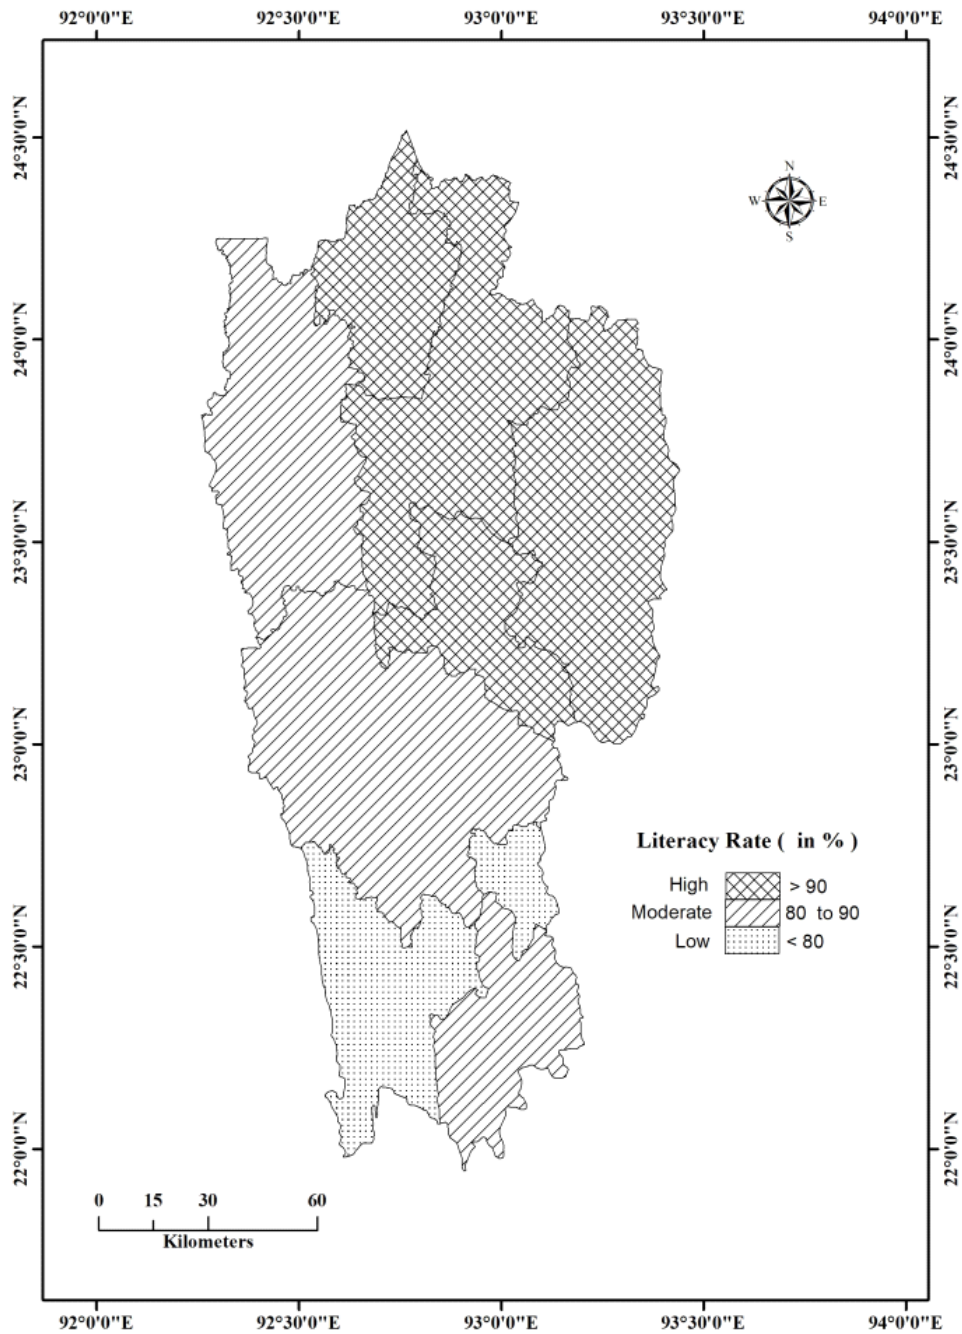 92°0'0"E 92°30'0"E 93°0'0"E 93°30'0"E 94°0'0"E
24°30'0"N 24°30'0"N
N
W E
S
24°0'0"N 24°0'0"N
23°30'0"N 23°30'0"N
23°0'0"N 23°0'0"N
Literacy Rate ( in % )
High > 90
Moderate 80 to 90
Low < 80
22°30'0"N 22°30'0"N
22°0'0"N 22°0'0"N
0 15 30 60
Kilometers
92°0'0"E 92°30'0"E 93°0'0"E 93°30'0"E 94°0'0"E